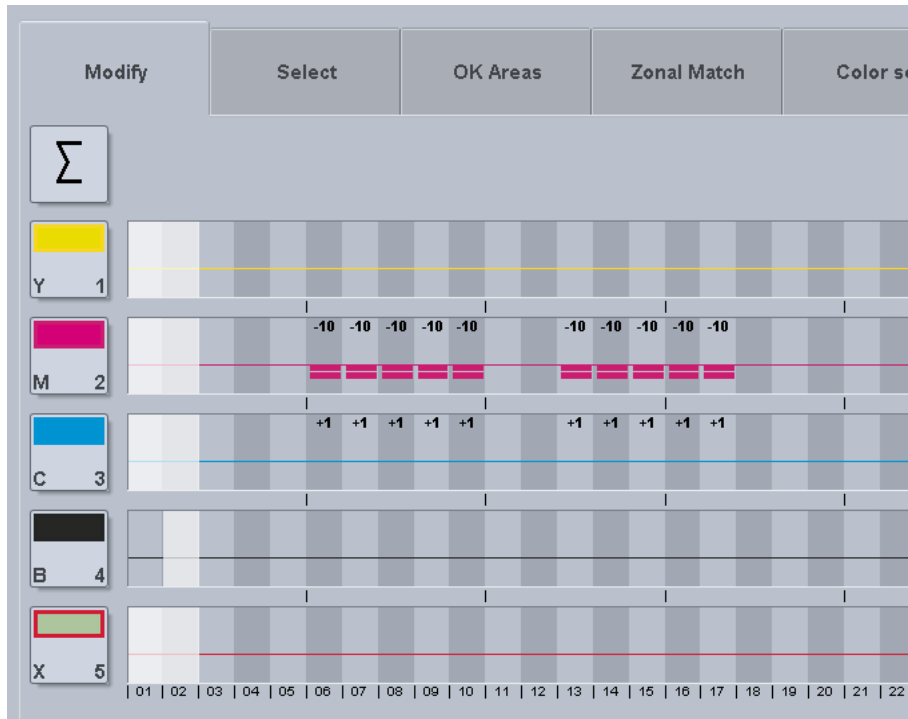 Modify Select OK Areas Zonal Match Color s
Σ
Y 1
M 2 -10 -10 -10 -10 -10 -10 -10 -10 -10 -10
C 3 +1 +1 +1 +1 +1 +1 +1 +1 +1 +1
B 4
X 5
| 01 | 02 | 03 | 04 | 05 | 06 | 07 | 08 | 09 | 10 | 11 | 12 | 13 | 14 | 15 | 16 | 17 | 18 | 19 | 20 | 21 | 22